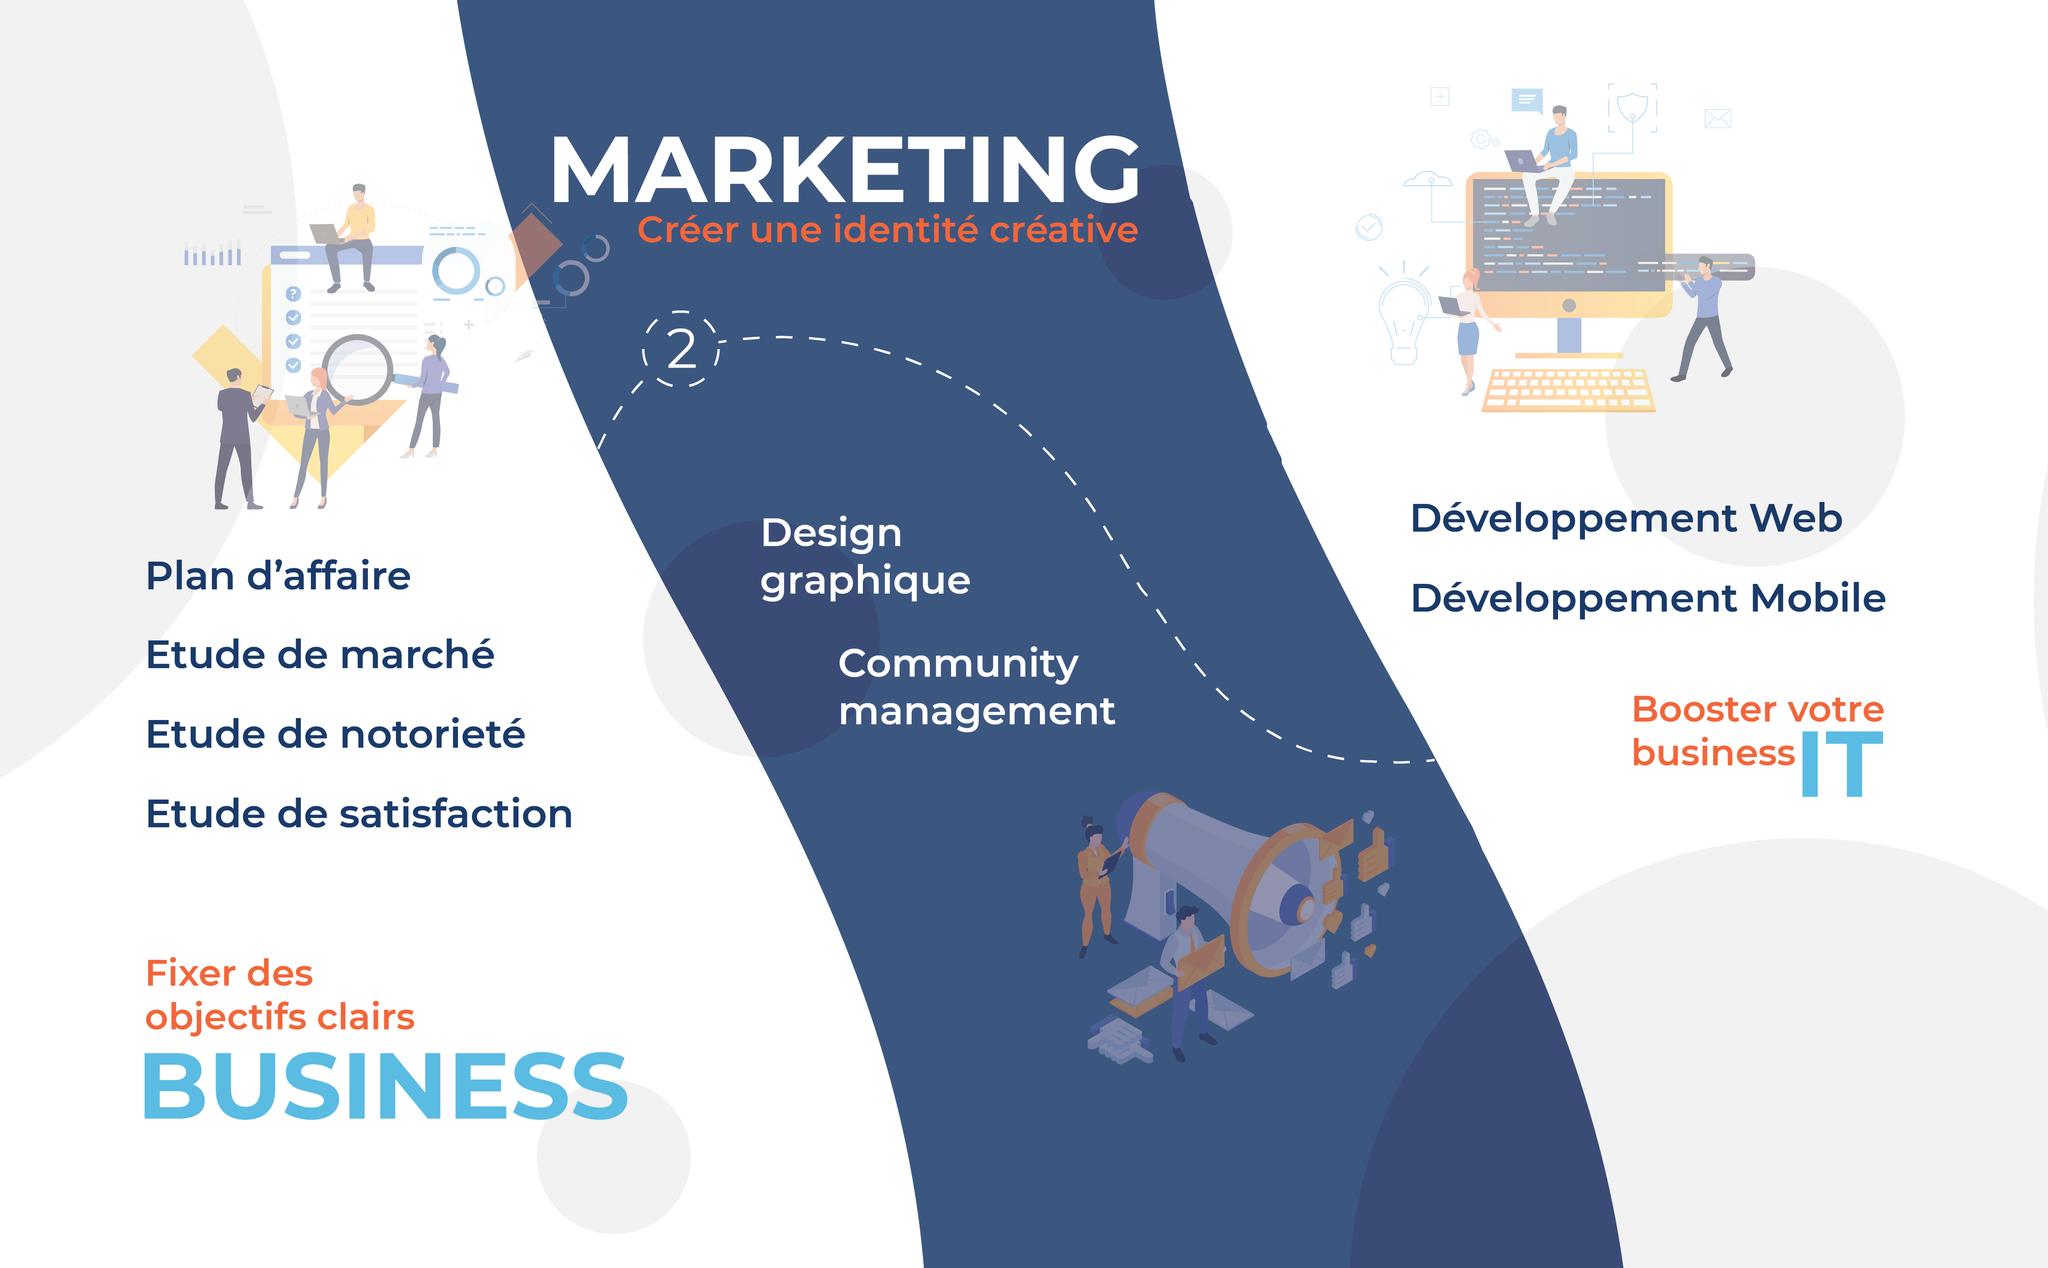 MARKETING
Créer une identité créative
2
Plan d’affaire
Etude de marché
Etude de notorieté
Etude de satisfaction
Fixer des
objectifs clairs
BUSINESS
Design
graphique
Community
management
Développement Web
Développement Mobile
Booster votre
business IT